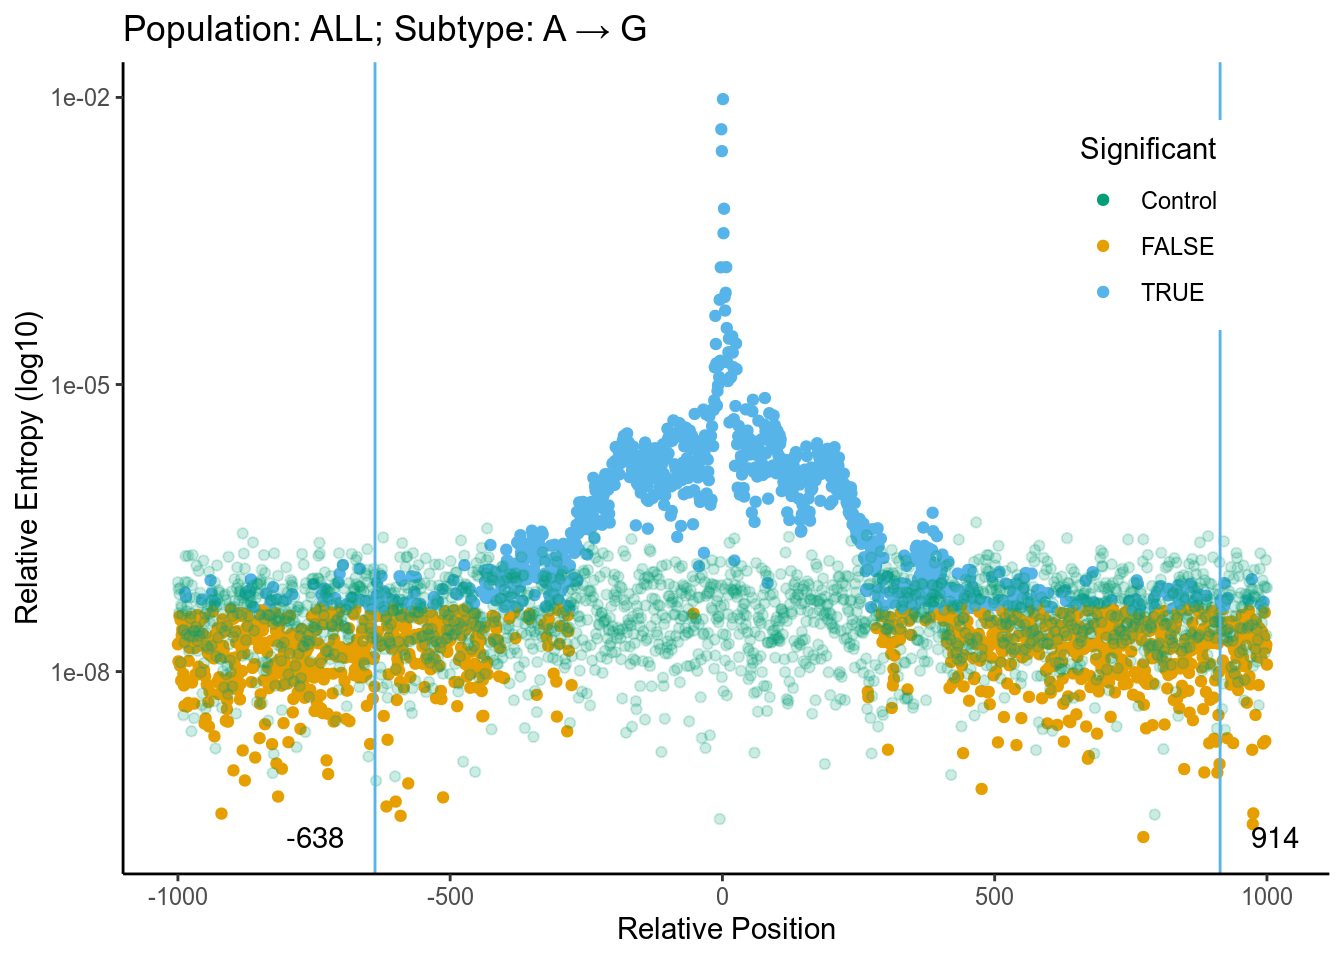 Population: ALL; Subtype: A → G
Relative Entropy (log10)
1e-02
1e-05
1e-08
Significant
Control
FALSE
TRUE
-638
914
-1000
-500
0
500
1000
Relative Position